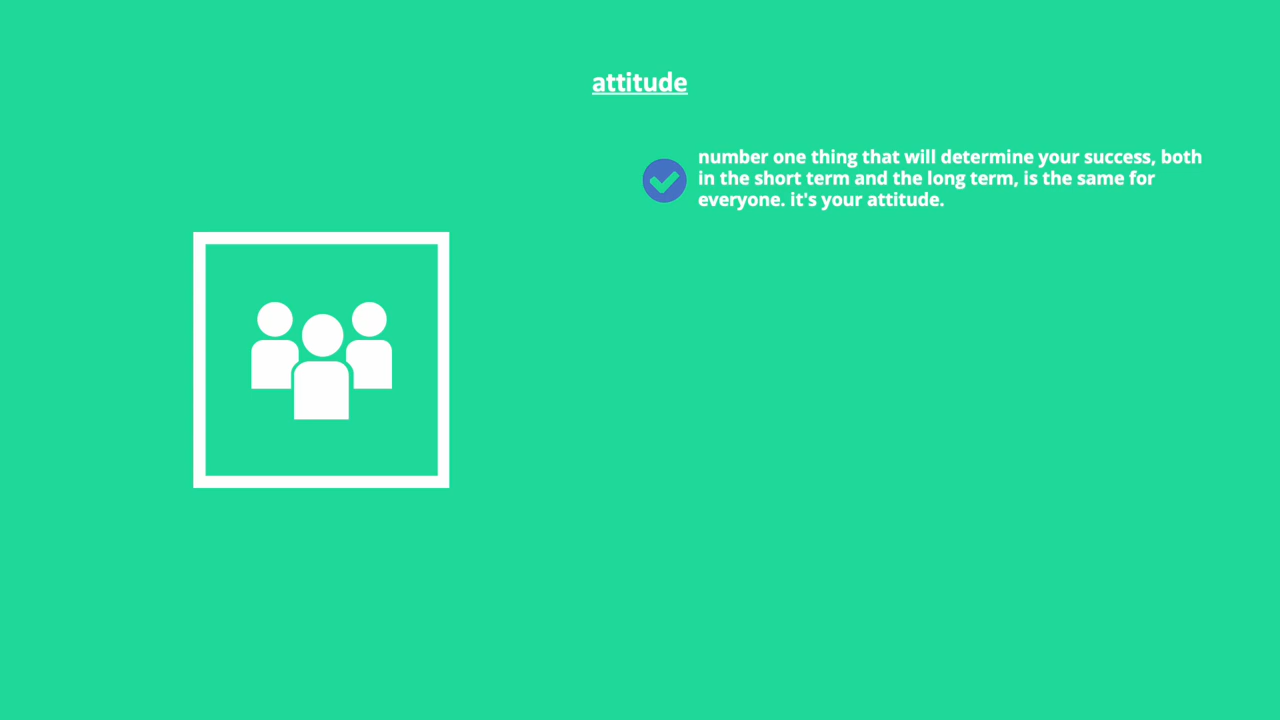 attitude
number one thing that will determine your success, both
in the short term and the long term, is the same for
everyone. it's your attitude.